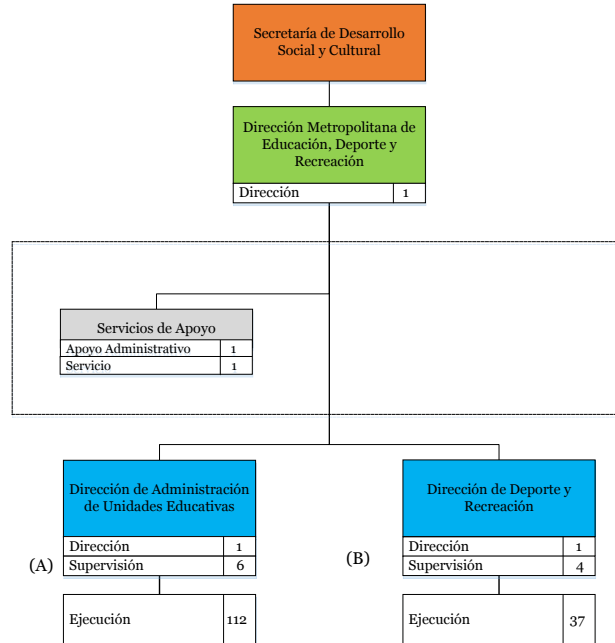 Secretaría de Desarrollo
Social y Cultural
Dirección Metropolitana de
Educación, Deporte y
Recreación
Dirección 1
Servicios de Apoyo
Apoyo Administrativo 1
Servicio 1
Dirección de Administración
de Unidades Educativas
Dirección 1
(A) Supervisión 6
Ejecución 112
Dirección de Deporte y
Recreación
Dirección 1
(B) Supervisión 4
Ejecución 37